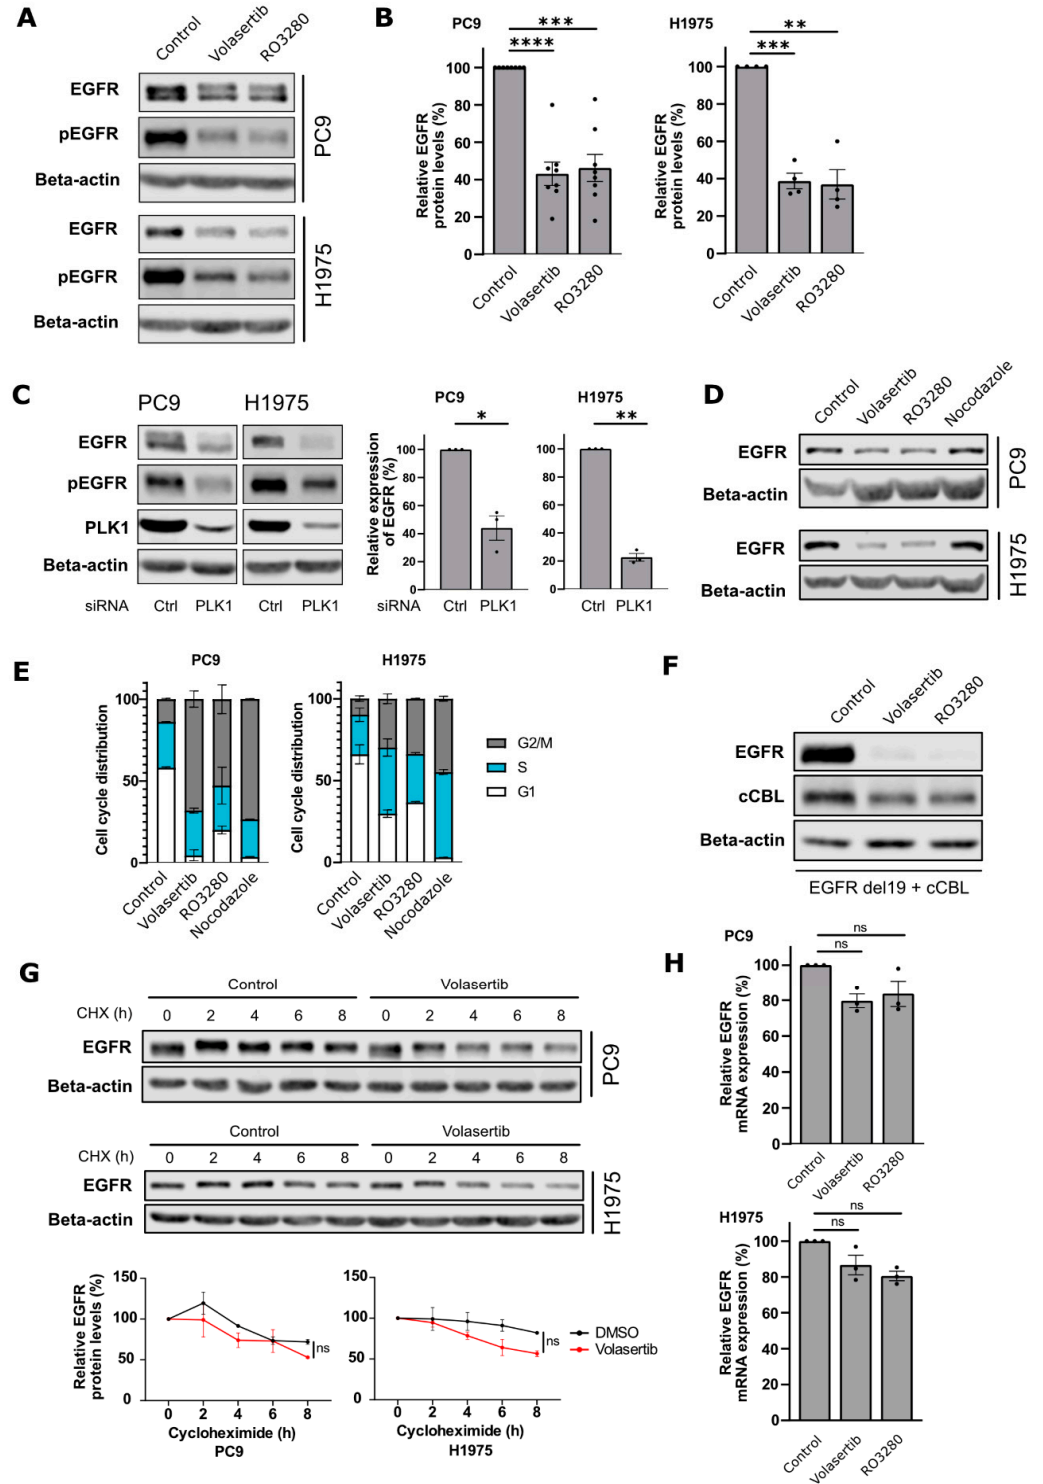 A
Control
Volasertib
RO3280
EGFR
pEGFR
Beta-actin
PC9
EGFR
pEGFR
Beta-actin
H1975
B
PC9
***
****
Relative EGFR
protein levels (%)
100
80
60
40
20
0
Control
Volasertib
RO3280
H1975
**
***
Relative EGFR
protein levels (%)
100
80
60
40
20
0
Control
Volasertib
RO3280
C
PC9
H1975
EGFR
pEGFR
PLK1
Beta-actin
siRNA
Ctrl
PLK1
Ctrl
PLK1
PC9
*
Relative expression
of EGFR (%)
100
80
60
40
20
0
siRNA
Ctrl
PLK1
H1975
**
100
80
60
40
20
0
Ctrl
PLK1
D
Control
Volasertib
RO3280
Nocodazole
EGFR
Beta-actin
PC9
EGFR
Beta-actin
H1975
E
PC9
Cell cycle distribution
100
50
0
Control
Volasertib
RO3280
Nocodazole
H1975
Cell cycle distribution
100
50
0
Control
Volasertib
RO3280
Nocodazole
G2/M
S
G1
F
Control
Volasertib
RO3280
EGFR
cCBL
Beta-actin
EGFR del19 + cCBL
G
Control
Volasertib
CHX (h)
0 2 4 6 8 0 2 4 6 8
EGFR
Beta-actin
PC9
Control
Volasertib
CHX (h)
0 2 4 6 8 0 2 4 6 8
EGFR
Beta-actin
H1975
Relative EGFR
protein levels (%)
150
100
50
0
ns
0 2 4 6 8
Cycloheximide (h)
PC9
150
100
50
0
ns
0 2 4 6 8
Cycloheximide (h)
H1975
DMSO
Volasertib
H
PC9
ns
ns
Relative EGFR
mRNA expression (%)
100
80
60
40
20
0
Control
Volasertib
RO3280
H1975
ns
ns
Relative EGFR
mRNA expression (%)
100
80
60
40
20
0
Control
Volasertib
RO3280